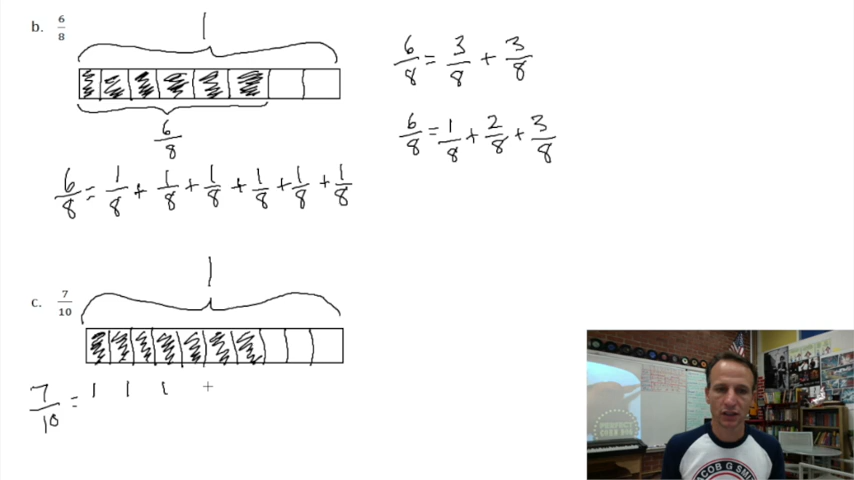 b. 6/8
1
6/8
6/8 = 3/8 + 3/8
6/8 = 1/8 + 2/8 + 3/8
6/8 = 1/8 + 1/8 + 1/8 + 1/8 + 1/8 + 1/8
c. 7/10
1
7/10 = 1 1 1 +
ACOB G SMI